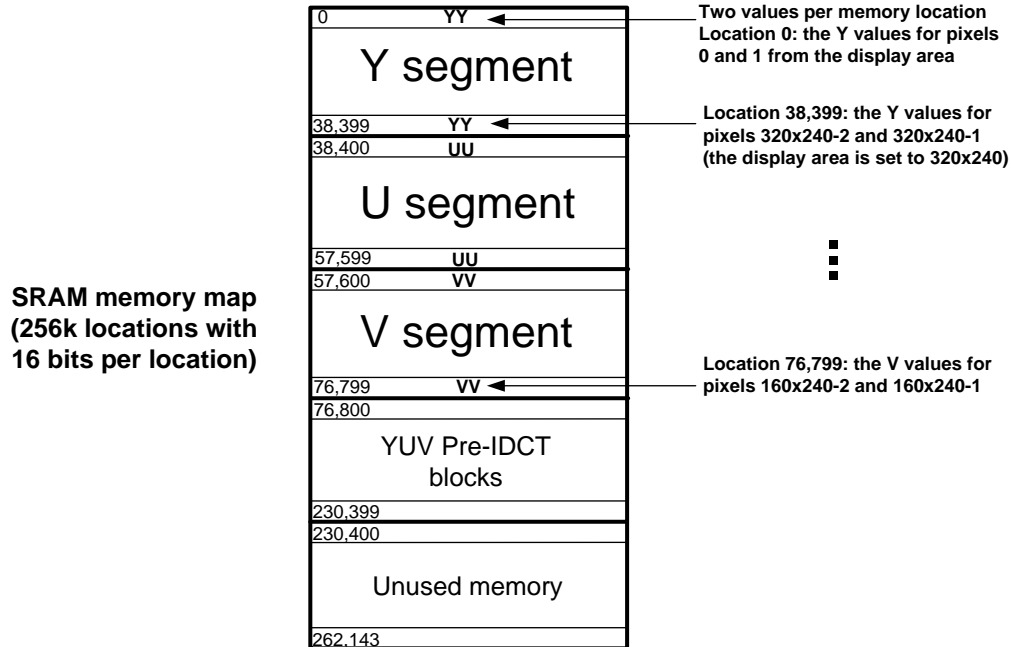 SRAM memory map
(256k locations with
16 bits per location)
0 YY
Y segment
38,399 YY
38,400 UU
U segment
57,599 UU
57,600 VV
V segment
76,799 VV
76,800
YUV Pre-IDCT
blocks
230,399
230,400
Unused memory
262,143
Two values per memory location
Location 0: the Y values for pixels
0 and 1 from the display area
Location 38,399: the Y values for
pixels 320x240-2 and 320x240-1
(the display area is set to 320x240)
Location 76,799: the V values for
pixels 160x240-2 and 160x240-1